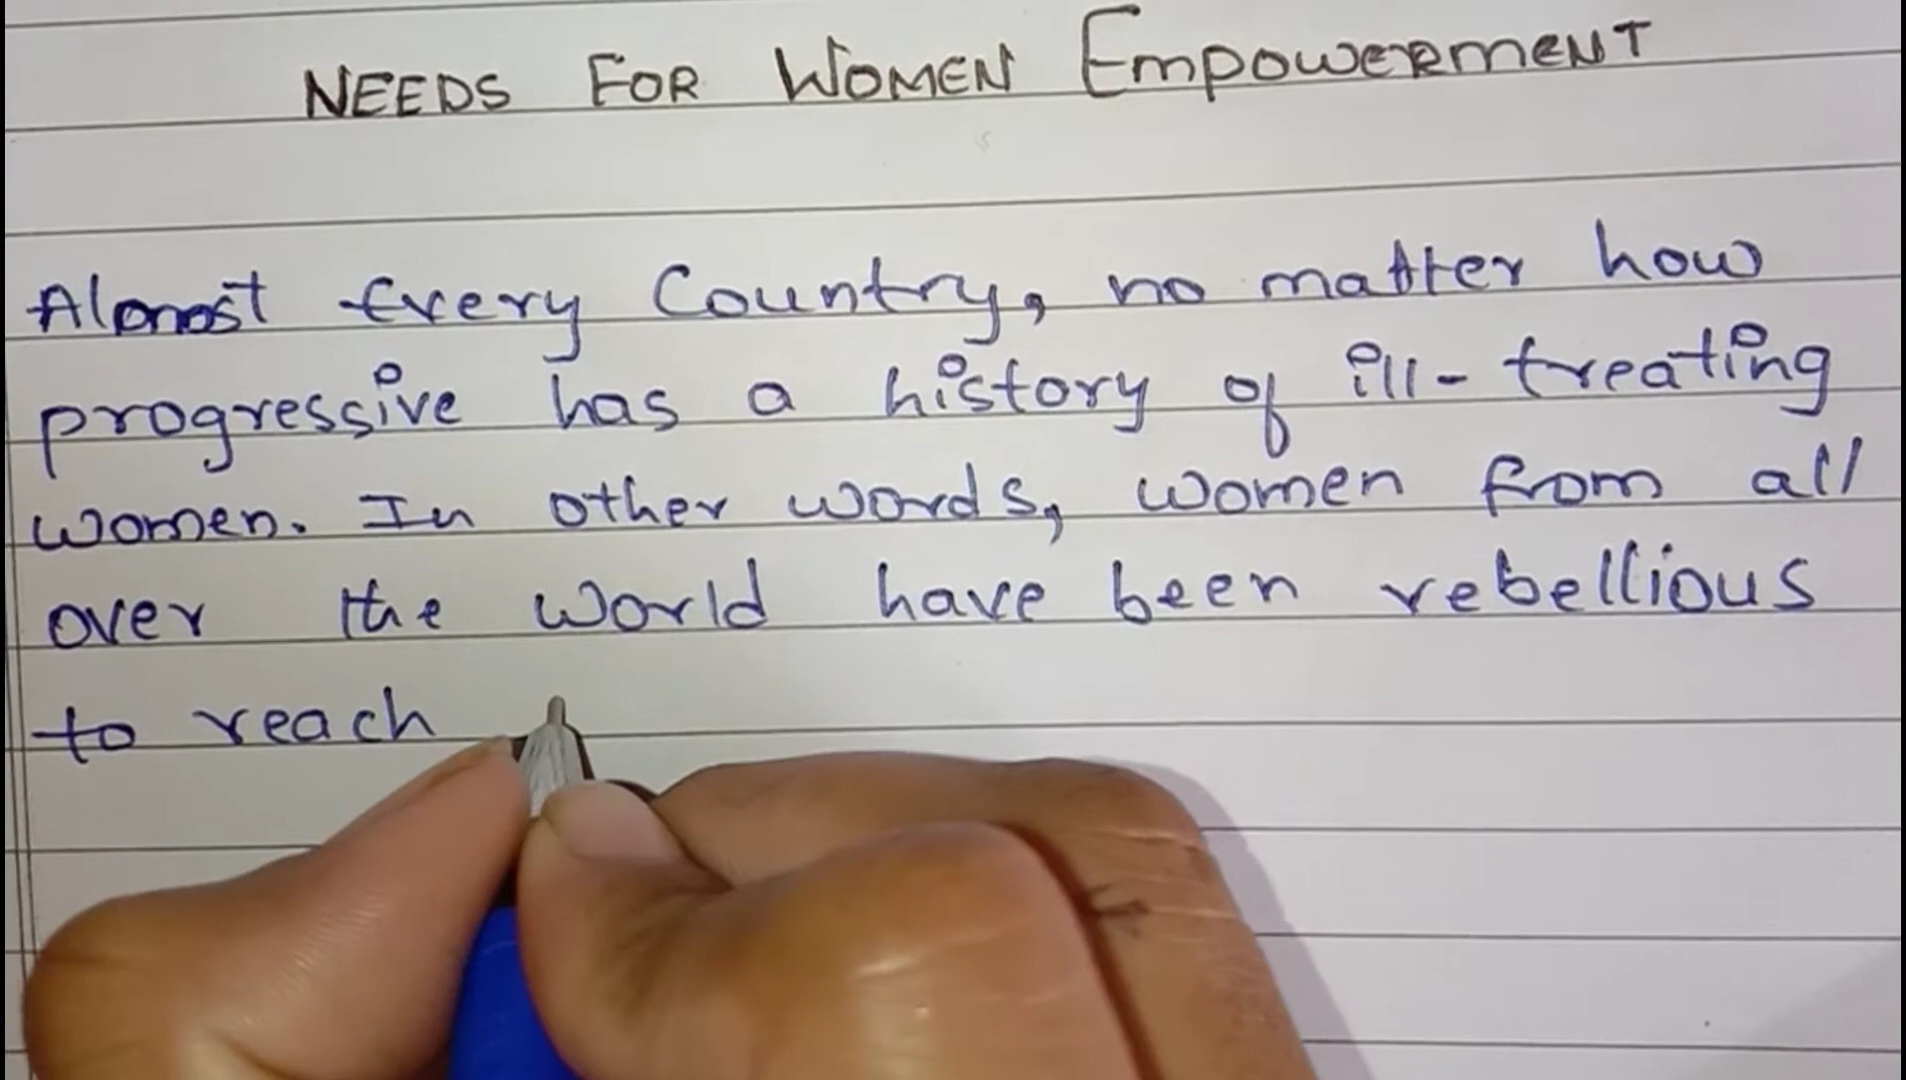 NEEDS FOR WOMEN EMPOWERMENT
Almost Every Country, no matter how
progressive has a history of ill-treating
women. In other words, women from all
over the world have been rebellious
to reach